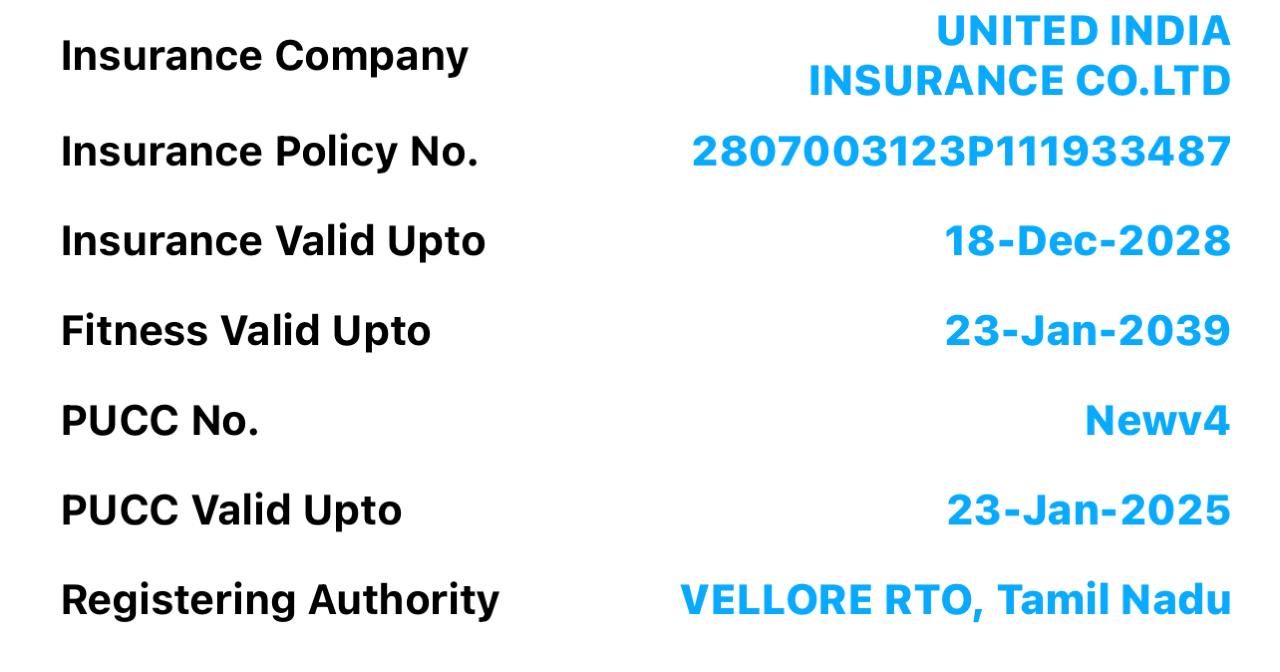 Insurance Company
UNITED INDIA
INSURANCE CO.LTD
Insurance Policy No.
2807003123P111933487
Insurance Valid Upto
18-Dec-2028
Fitness Valid Upto
23-Jan-2039
PUCC No.
Newv4
PUCC Valid Upto
23-Jan-2025
Registering Authority
VELLORE RTO, Tamil Nadu